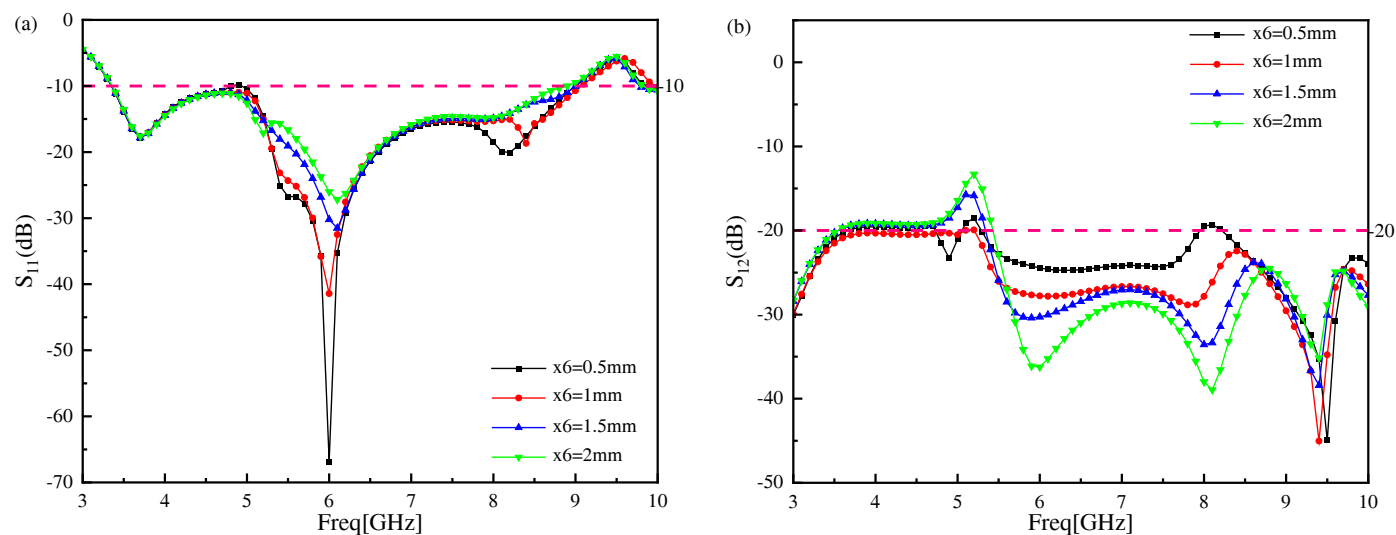 (a)
0
-10
-20
-30
-40
-50
-60
-70
S11(dB)
-10
x6=0.5mm
x6=1mm
x6=1.5mm
x6=2mm
3 4 5 6 7 8 9 10
Freq[GHz]
(b)
0
-10
-20
-30
-40
-50
S12(dB)
x6=0.5mm
x6=1mm
x6=1.5mm
x6=2mm
-20
3 4 5 6 7 8 9 10
Freq[GHz]